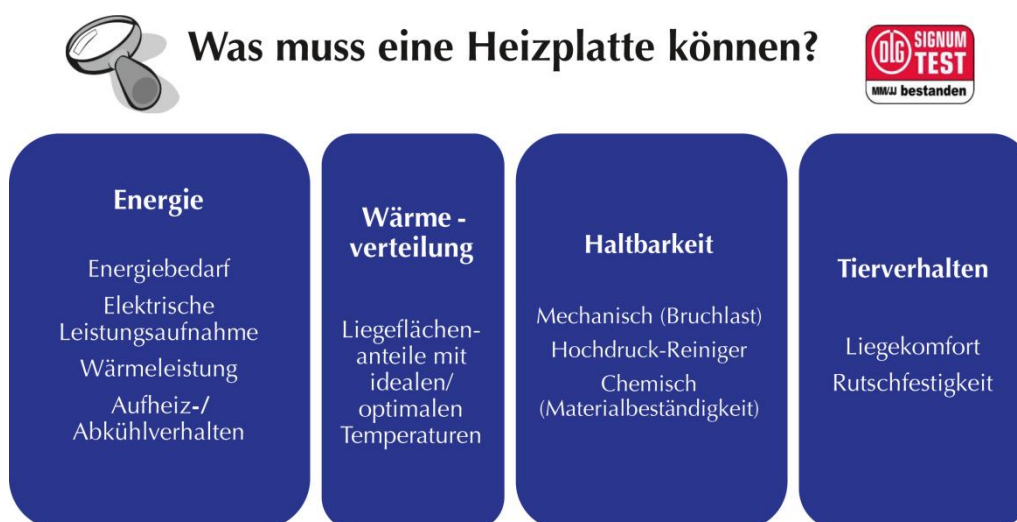 Was muss eine Heizplatte können?
DLG
SIGNUM
TEST
MM/JJ bestanden
Energie
Energiebedarf
Elektrische
Leistungsaufnahme
Wärmeleistung
Aufheiz-/
Abkühlverhalten
Wärme -
verteilung
Liegeflächen-
anteile mit
idealen/
optimalen
Temperaturen
Haltbarkeit
Mechanisch (Bruchlast)
Hochdruck-Reiniger
Chemisch
(Materialbeständigkeit)
Tierverhalten
Liegekomfort
Rutschfestigkeit